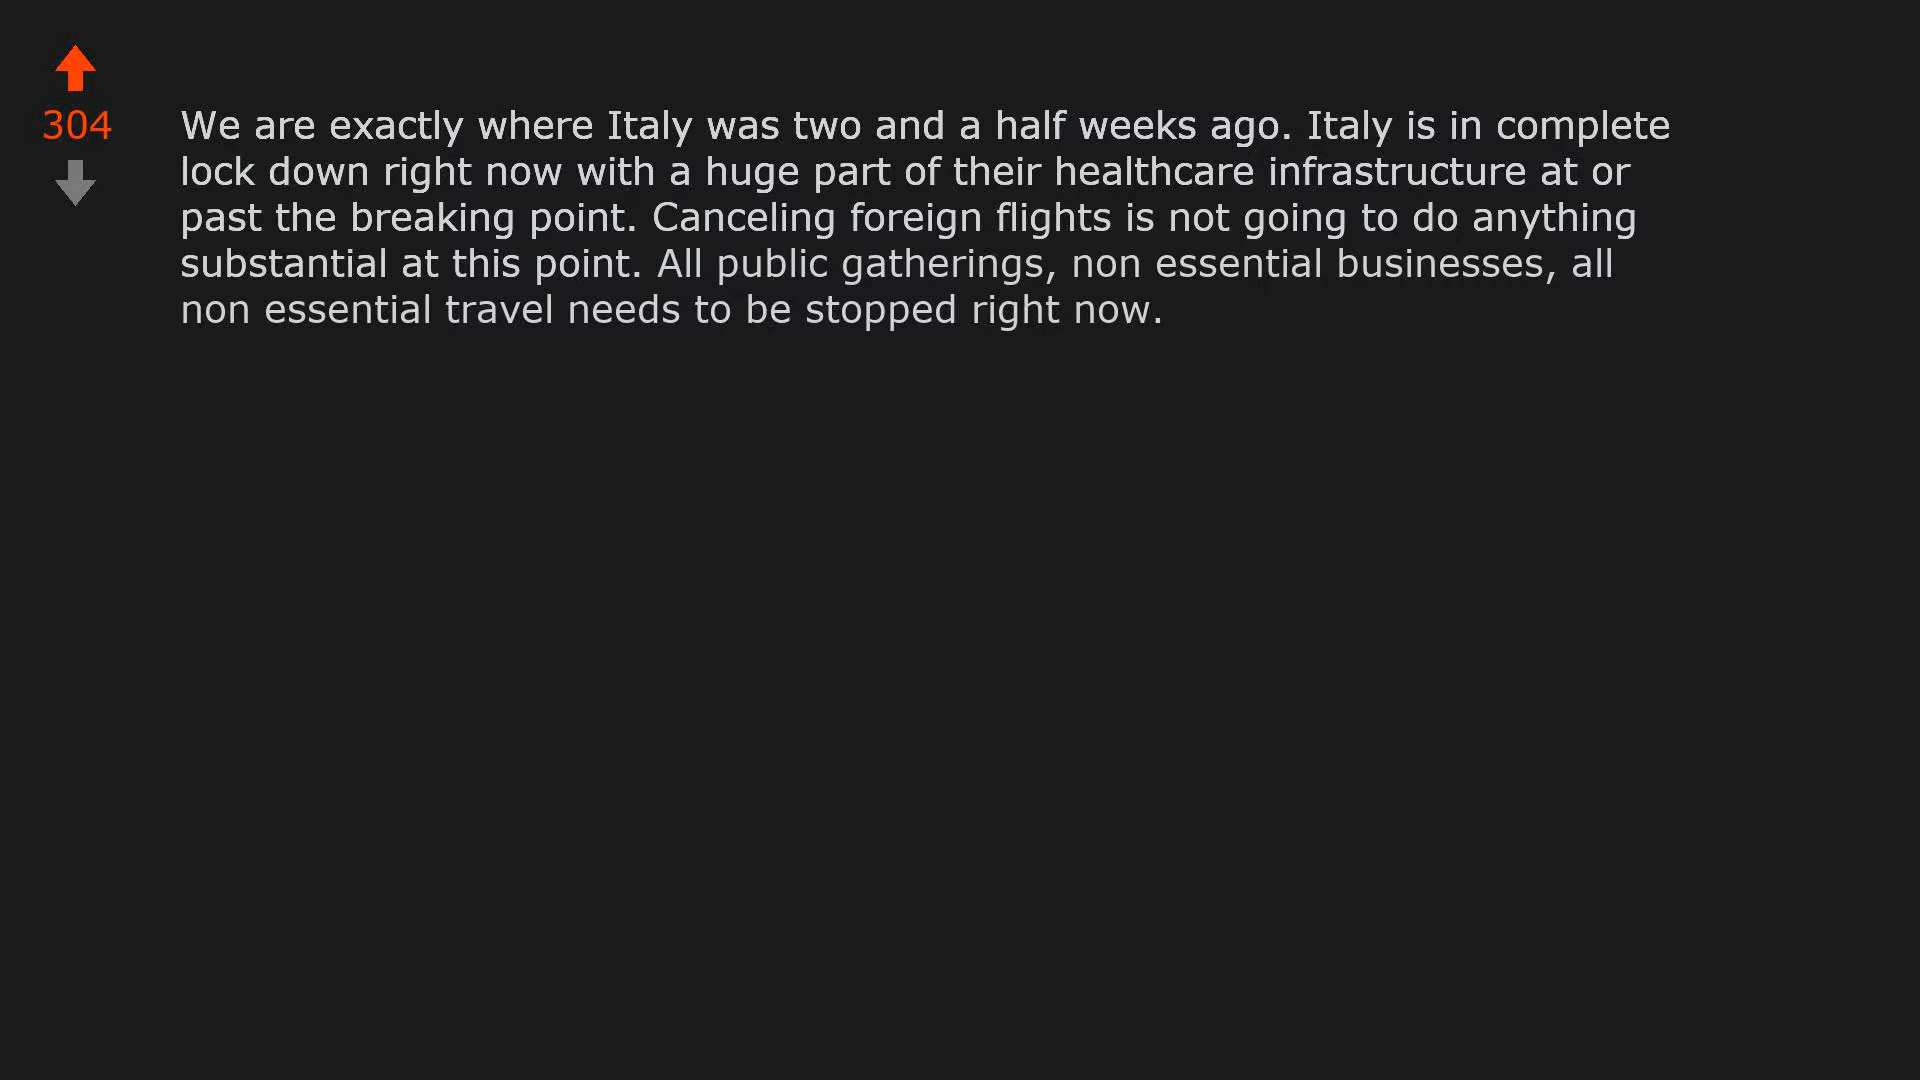 304
We are exactly where Italy was two and a half weeks ago. Italy is in complete
lock down right now with a huge part of their healthcare infrastructure at or
past the breaking point. Canceling foreign flights is not going to do anything
substantial at this point. All public gatherings, non essential businesses, all
non essential travel needs to be stopped right now.